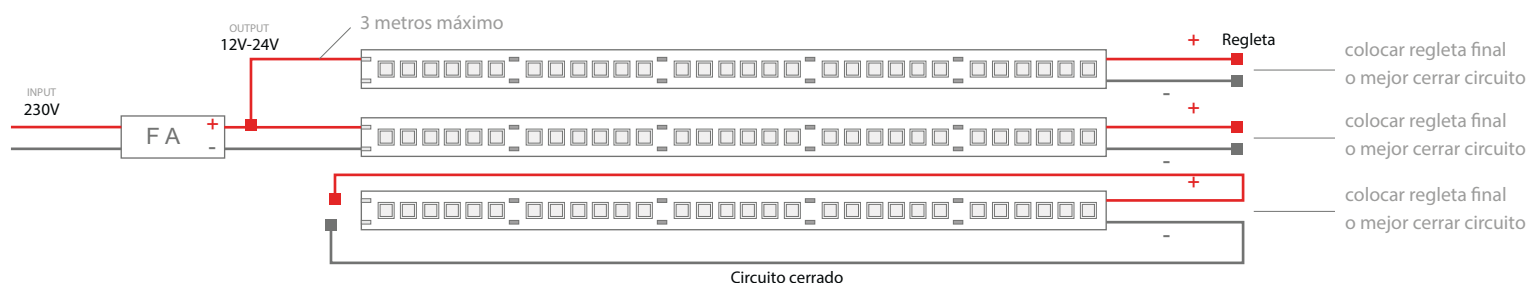 OUTPUT
12V-24V
3 metros máximo
INPUT
230V
F A
+
-
+
Regleta
-
colocar regleta final
o mejor cerrar circuito
+
-
colocar regleta final
o mejor cerrar circuito
+
-
colocar regleta final
o mejor cerrar circuito
Circuito cerrado